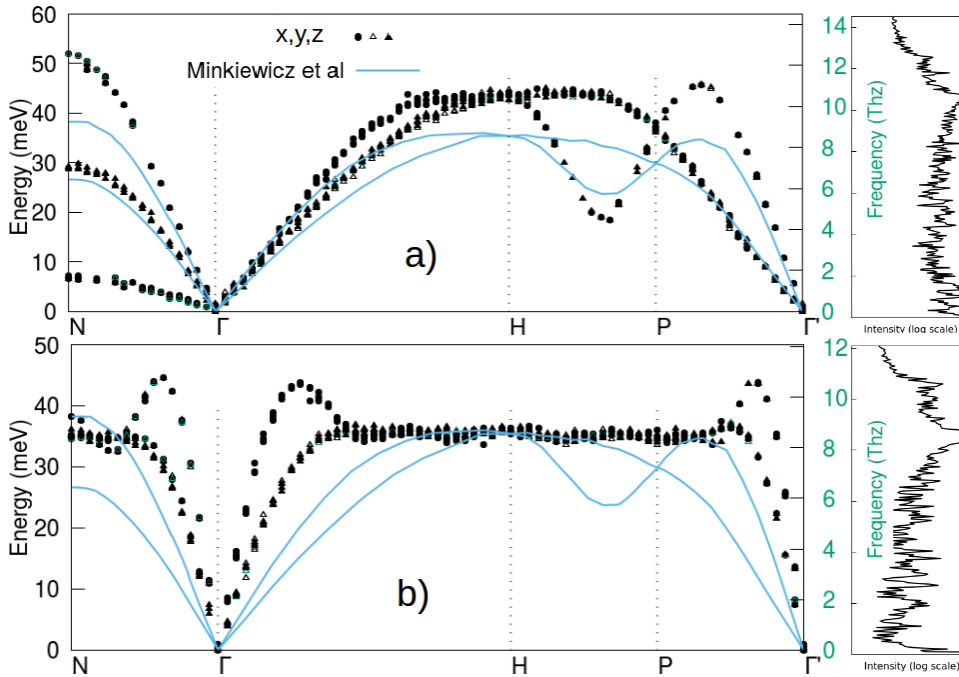 60
50
40
30
20
10
0
Energy (meV)
x,y,z
Minkiewicz et al
a)
N
Γ
H
P
Γ'
14
12
10
8
6
4
2
0
Frequency (Thz)
Intensity (log scale)
50
40
30
20
10
0
Energy (meV)
b)
N
Γ
H
P
Γ'
12
10
8
6
4
2
0
Frequency (Thz)
Intensity (log scale)